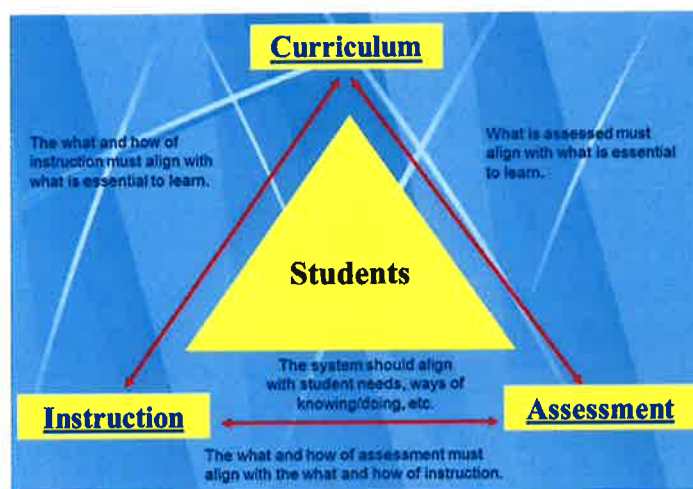 Curriculum
The what and how of
instruction must align with
what is essential to learn.
What is assessed must
align with what is essential
to learn.
Students
The system should align
with student needs, ways of
knowing/doing, etc.
Instruction
Assessment
The what and how of assessment must
align with the what and how of instruction.